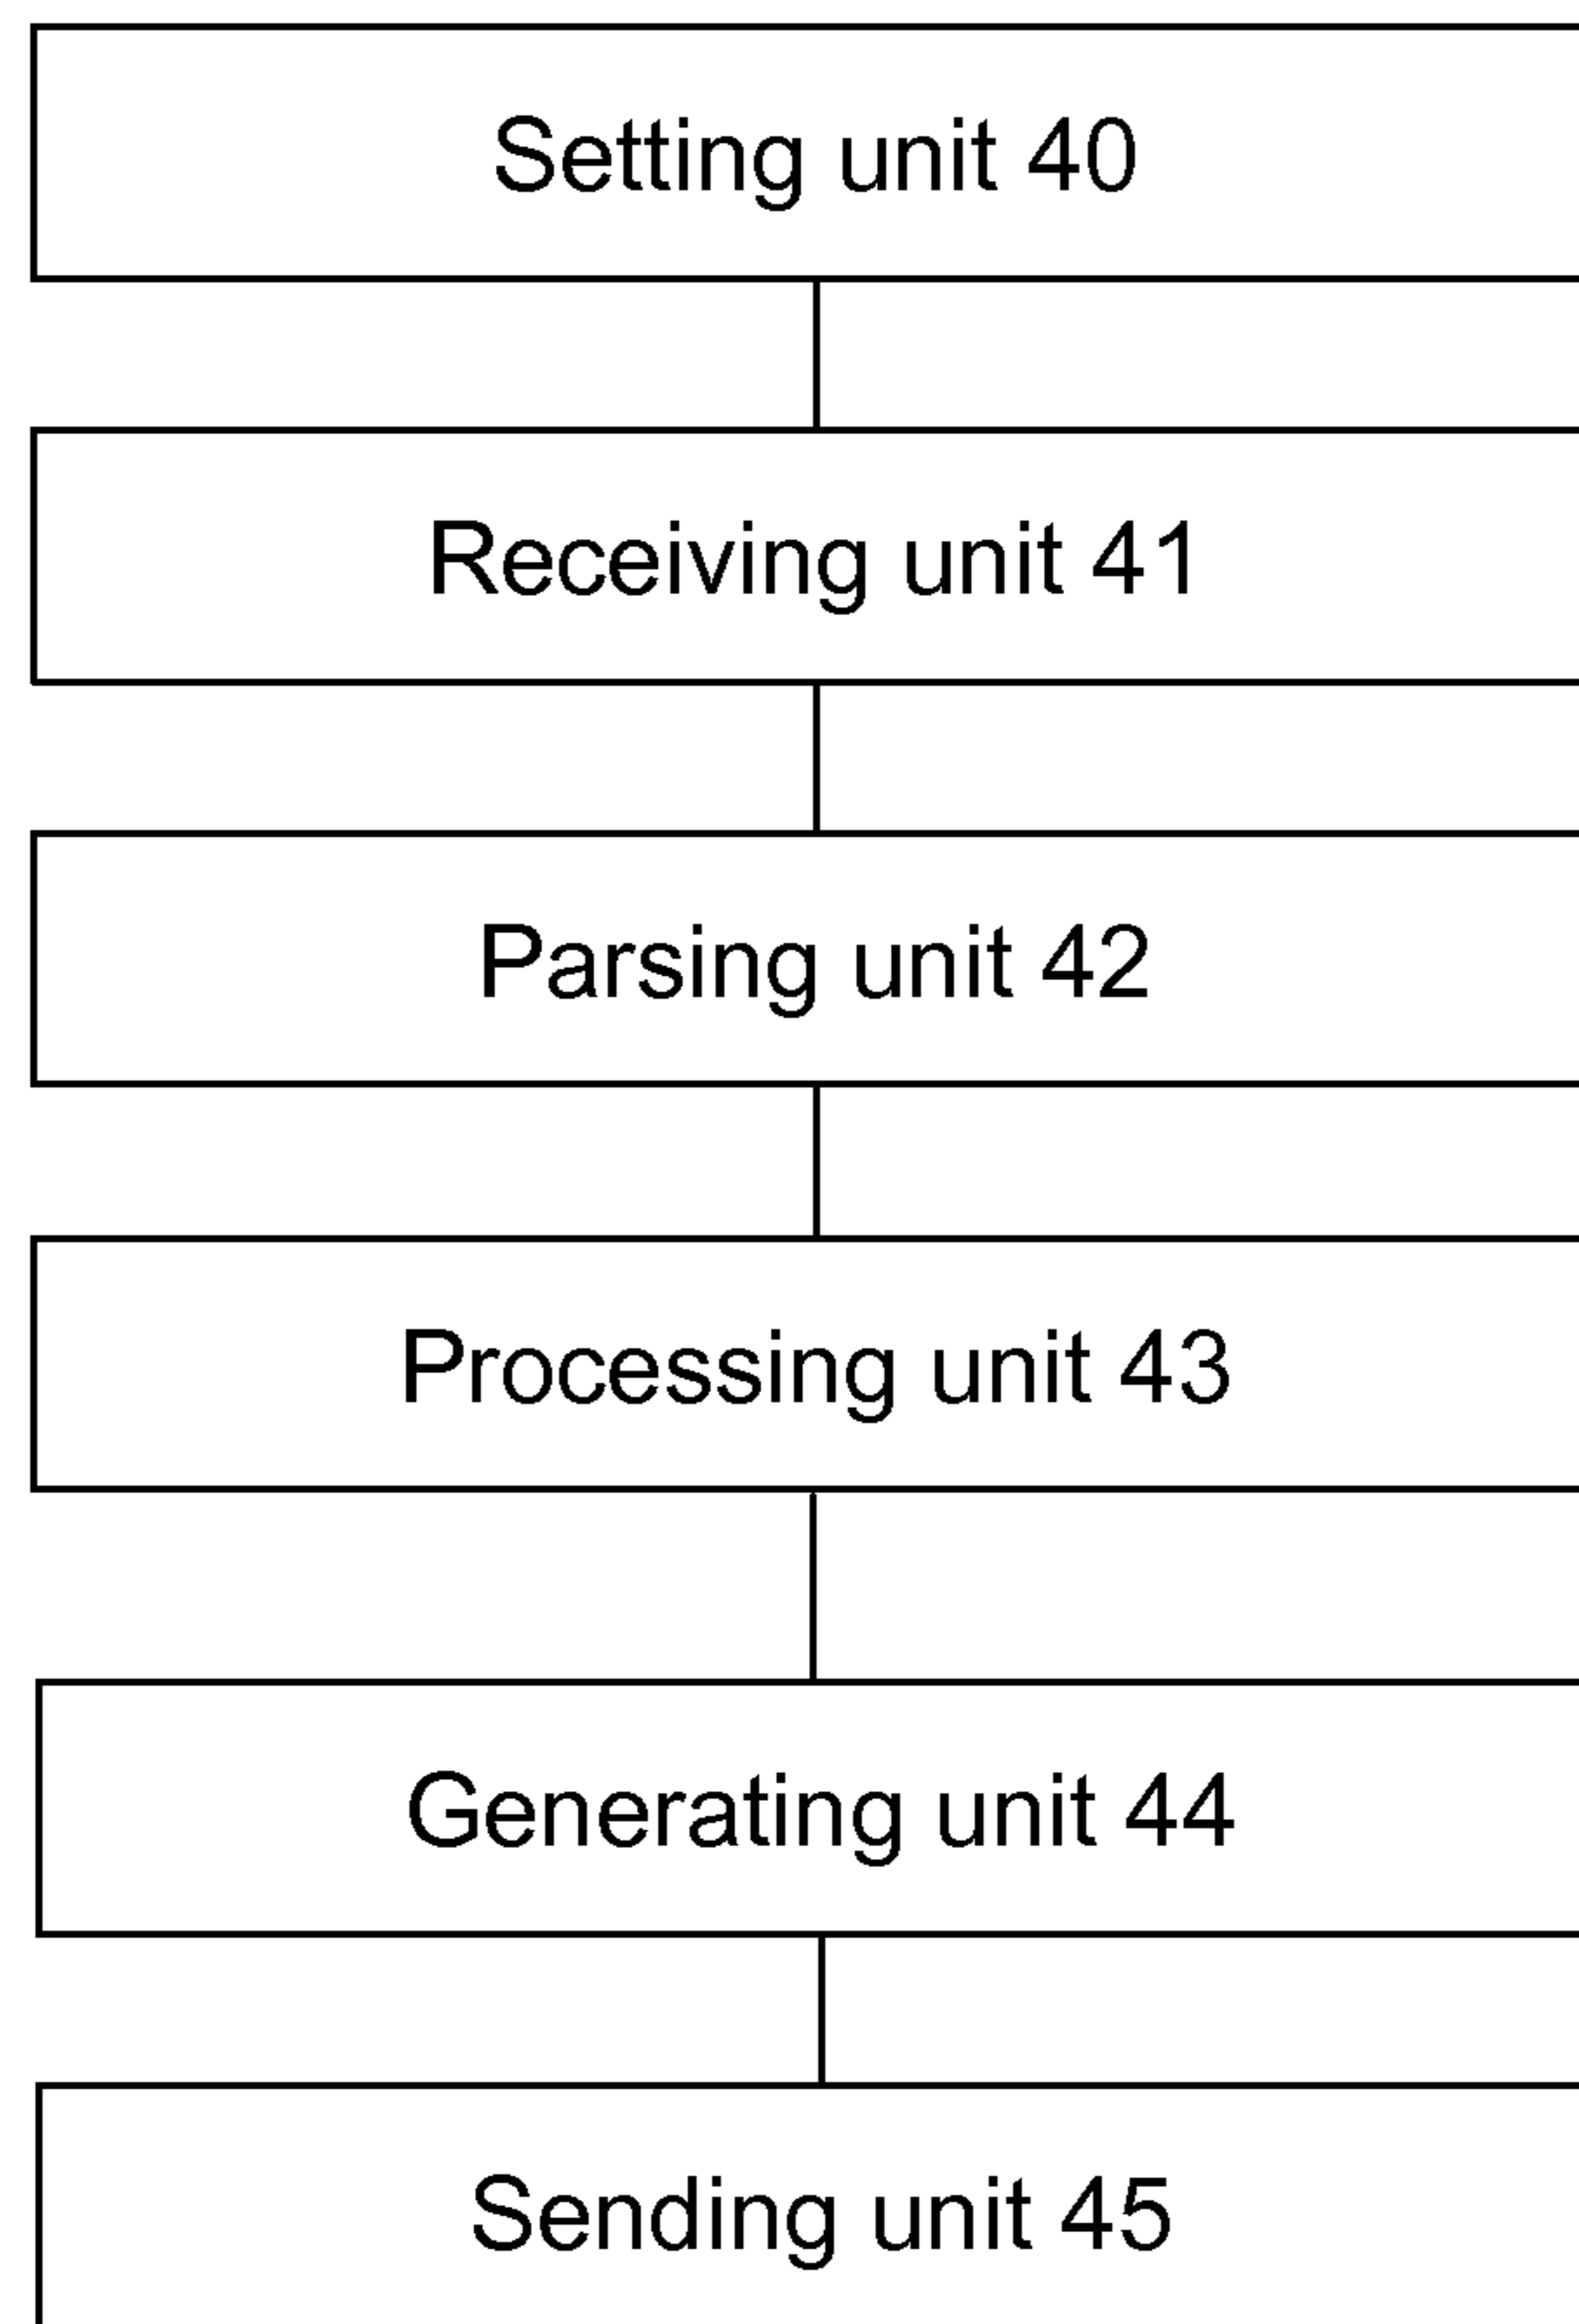 Setting unit 40
Receiving unit 41
Parsing unit 42
Processing unit 43
Generating unit 44
Sending unit 45